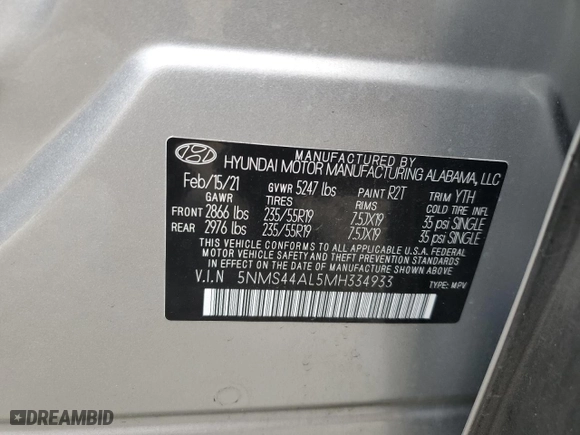 MANUFACTURED BY
HYUNDAI MOTOR MANUFACTURING ALABAMA, LLC
Feb/15/21 GVWR 5247 lbs PAINT R2T TRIM YTH
GAWR TIRES RIMS COLD TIRE INFL
FRONT 2866 lbs 235/55R19 7.5JX19 35 psi SINGLE
REAR 2976 lbs 235/55R19 7.5JX19 35 psi SINGLE
THIS VEHICLE CONFORMS TO ALL APPLICABLE U.S.A. FEDERAL
MOTOR VEHICLE SAFETY AND THEFT PREVENTION STANDARDS
IN EFFECT ON THE DATE OF MANUFACTURE SHOWN ABOVE.
V.I.N 5NMS44AL5MH334933
TYPE: MPV
DREAMBID